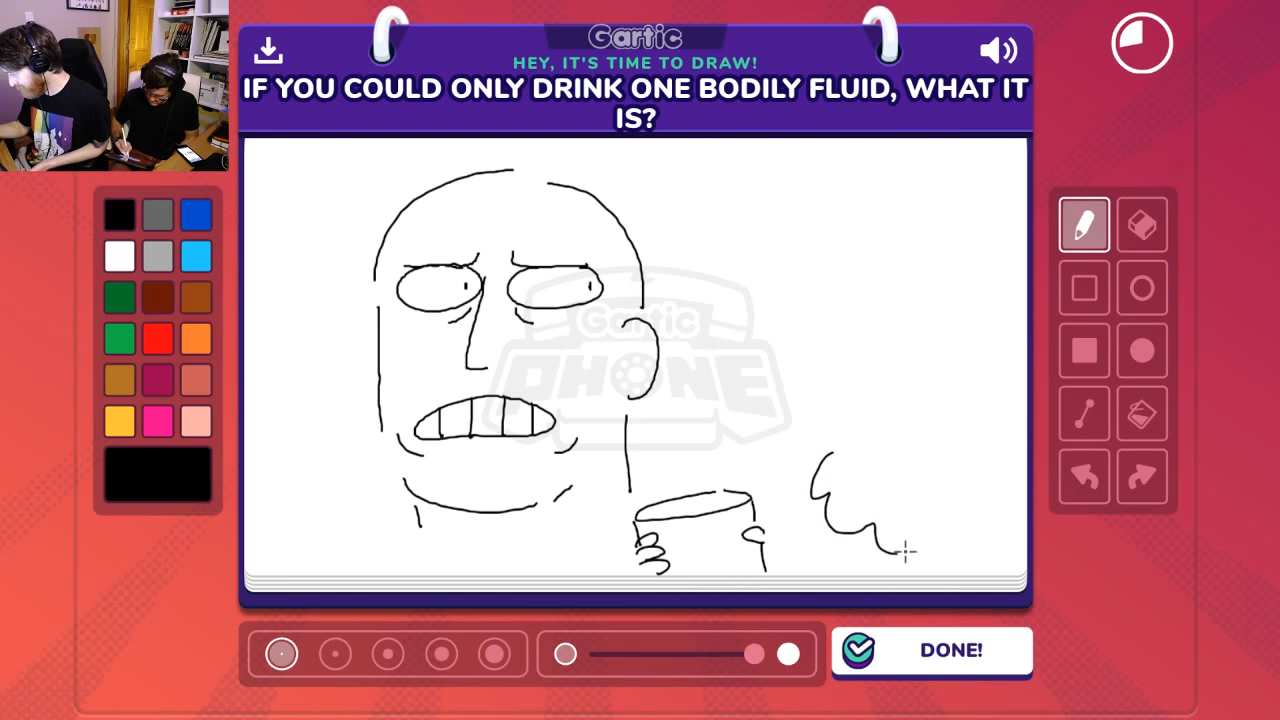 Gartic
HEY, IT'S TIME TO DRAW!
IF YOU COULD ONLY DRINK ONE BODILY FLUID, WHAT IT
IS?
Gartic
PHONE
DONE!